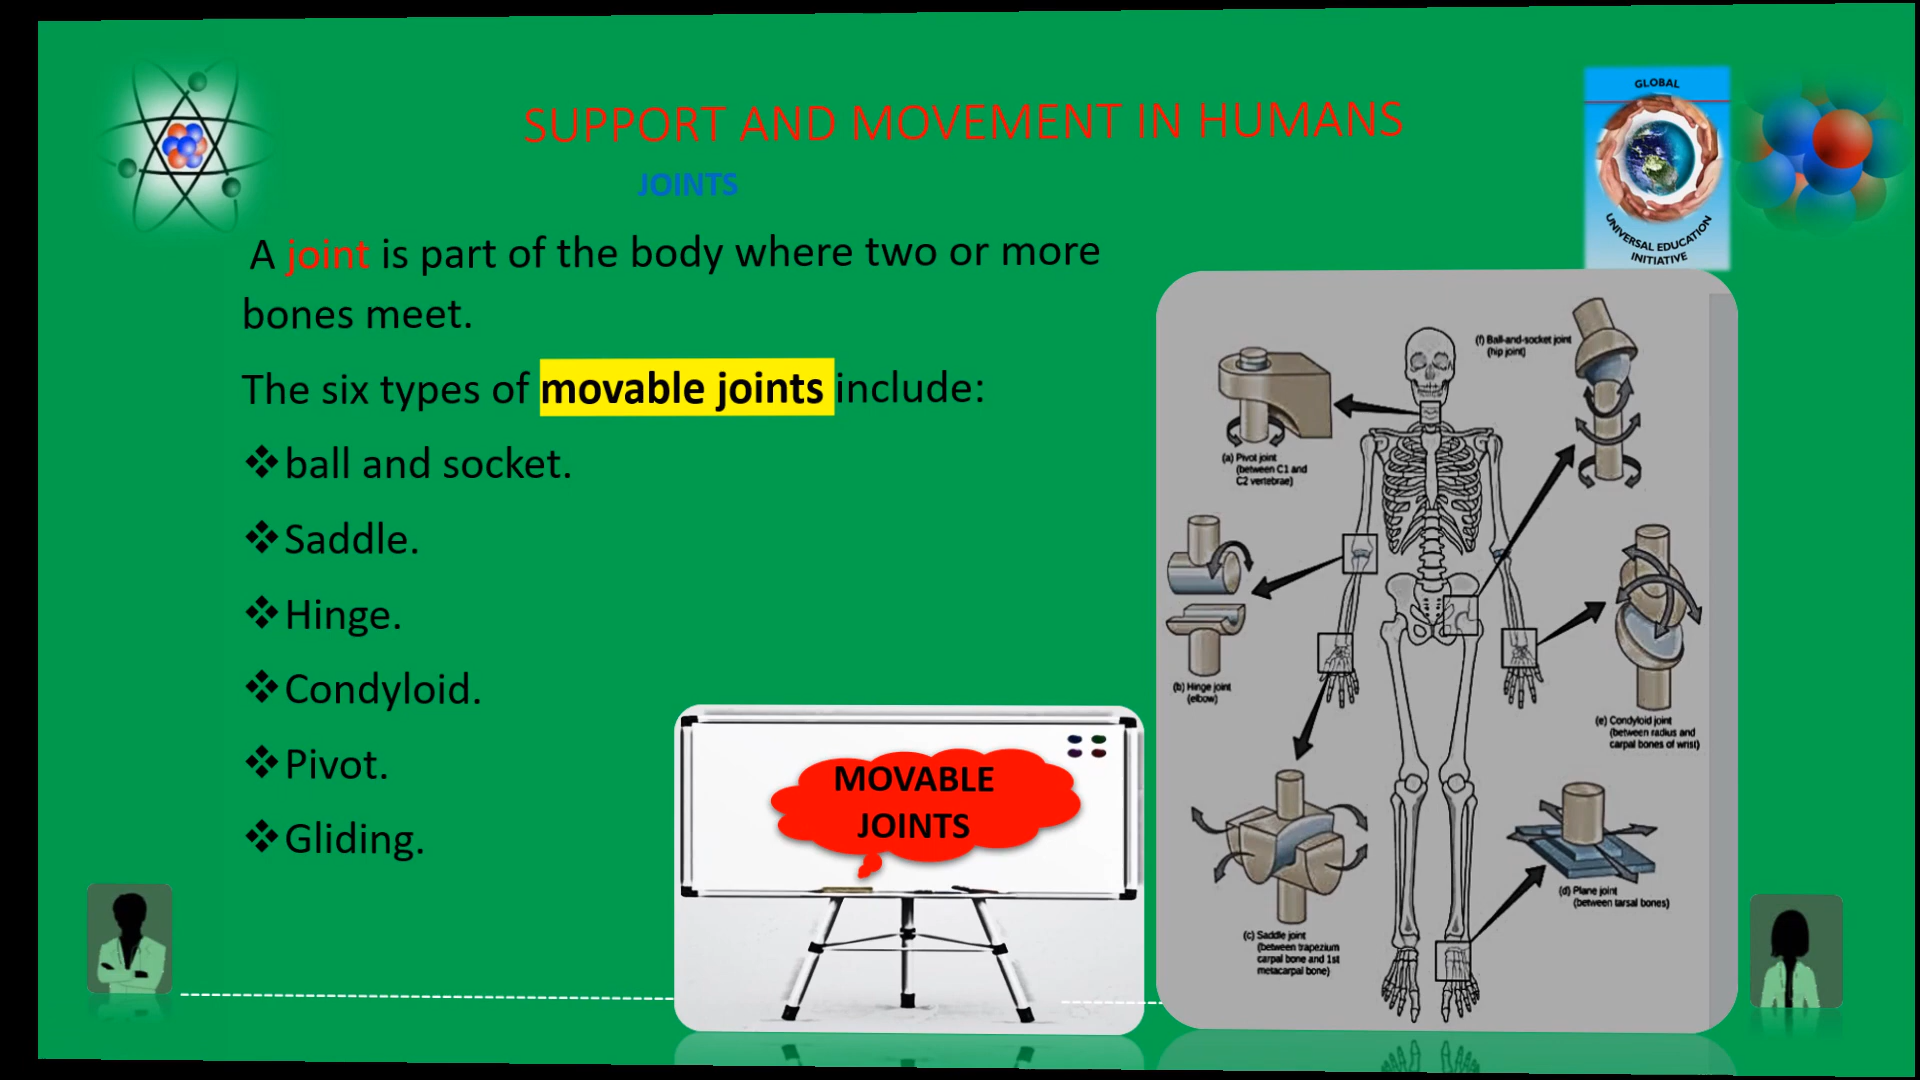 SUPPORT AND MOVEMENT IN HUMANS
JOINTS
A joint is part of the body where two or more
bones meet.
The six types of movable joints include:
❖ball and socket.
❖Saddle.
❖Hinge.
❖Condyloid.
❖Pivot.
❖Gliding.
MOVABLE
JOINTS
GLOBAL
UNIVERSAL EDUCATION
INITIATIVE
(f) Ball-and-socket joint
(hip joint)
(a) Pivot joint
(between C1 and
C2 vertebrae)
(b) Hinge joint
(elbow)
(e) Condyloid joint
(between radius and
carpal bones of wrist)
(d) Plane joint
(between tarsal bones)
(c) Saddle joint
(between trapezium
carpal bone and 1st
metacarpal bone)